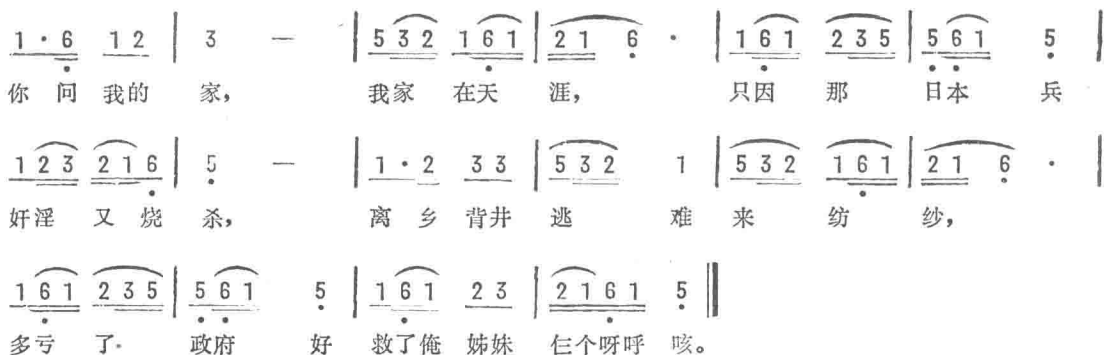 1·6 12 | 3 — | 532 161 | 21 6 · | 161 235 | 561 5 |
你 问 我的 家, 我家 在天 涯, 只因 那 日本 兵
123 216 | 5 — | 1·2 33 | 532 1 | 532 161 | 21 6 · |
奸淫 又 烧 杀, 离 乡 背井 逃 难 来 纺 纱,
161 235 | 561 5 | 161 23 | 2161 5 ‖
多亏 了· 政府 好 救了俺 姊妹 仨个呀呼 咳。